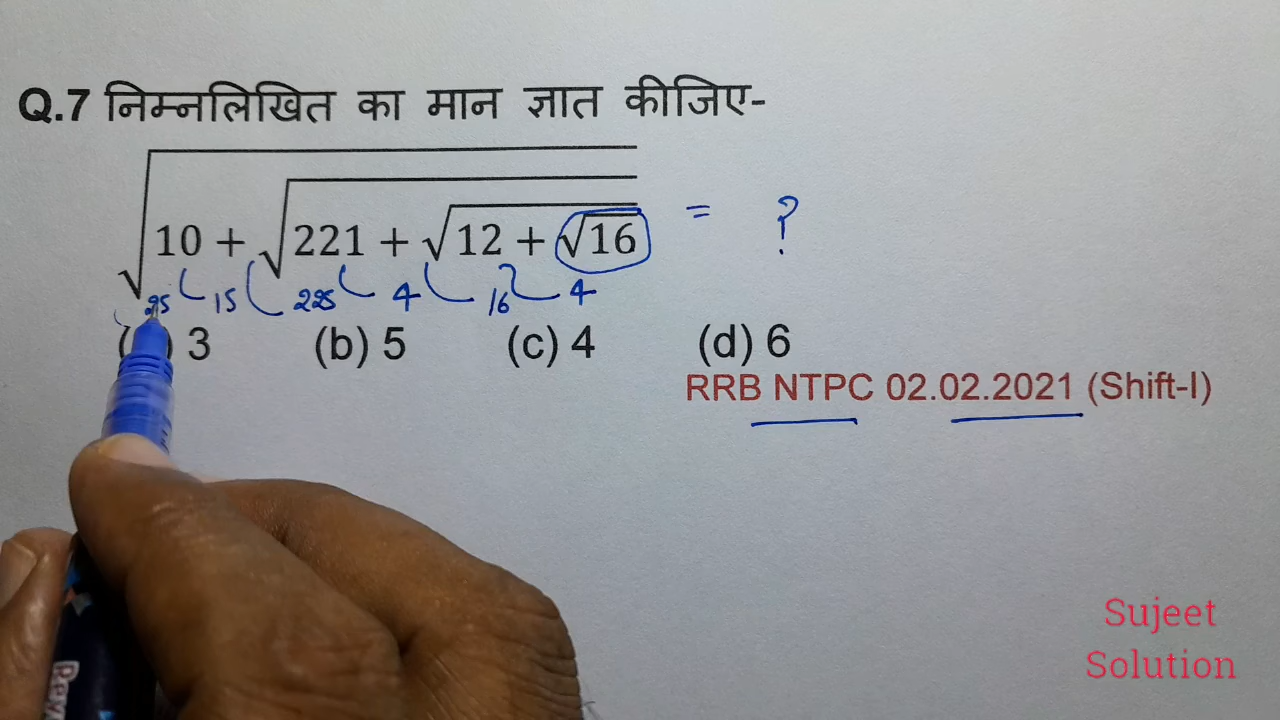 Q.7 निम्नलिखित का मान ज्ञात कीजिए-
√(10 + √(221 + √(12 + √16))) = ?
25 15 225 4 16 4
3 (b) 5 (c) 4 (d) 6
RRB NTPC 02.02.2021 (Shift-I)
Sujeet
Solution